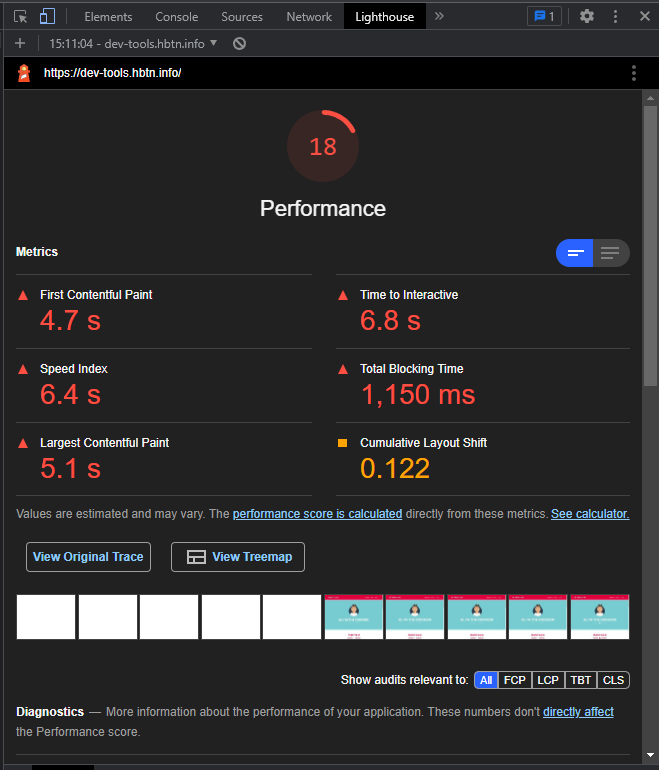 Elements Console Sources Network Lighthouse 1
15:11:04 - dev-tools.hbtn.info
https://dev-tools.hbtn.info/
18
Performance
Metrics
First Contentful Paint
4.7 s
Time to Interactive
6.8 s
Speed Index
6.4 s
Total Blocking Time
1,150 ms
Largest Contentful Paint
5.1 s
Cumulative Layout Shift
0.122
Values are estimated and may vary. The performance score is calculated directly from these metrics. See calculator.
View Original Trace
View Treemap
Show audits relevant to: All FCP LCP TBT CLS
Diagnostics — More information about the performance of your application. These numbers don't directly affect
the Performance score.